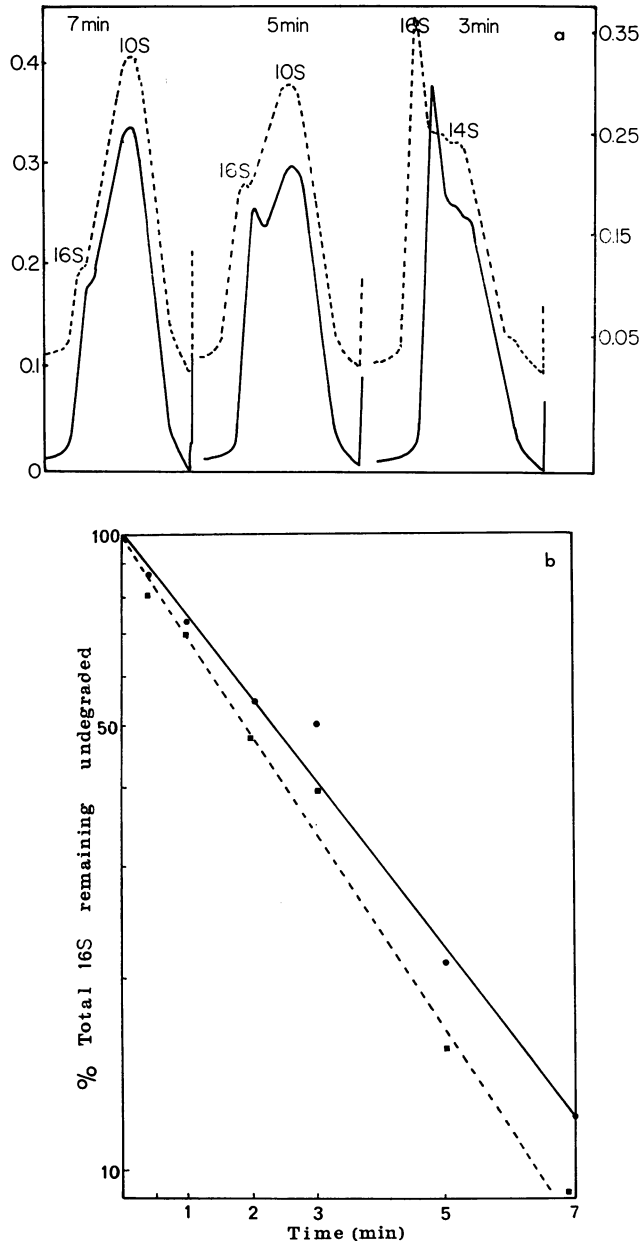 7min 5min 16S 3min a
10S 10S
16S 14S
16S
0.4
0.3
0.2
0.1
0
0.35
0.25
0.15
0.05
b
100
50
10
% Total 16S remaining undegraded
1 2 3 5 7
Time (min)